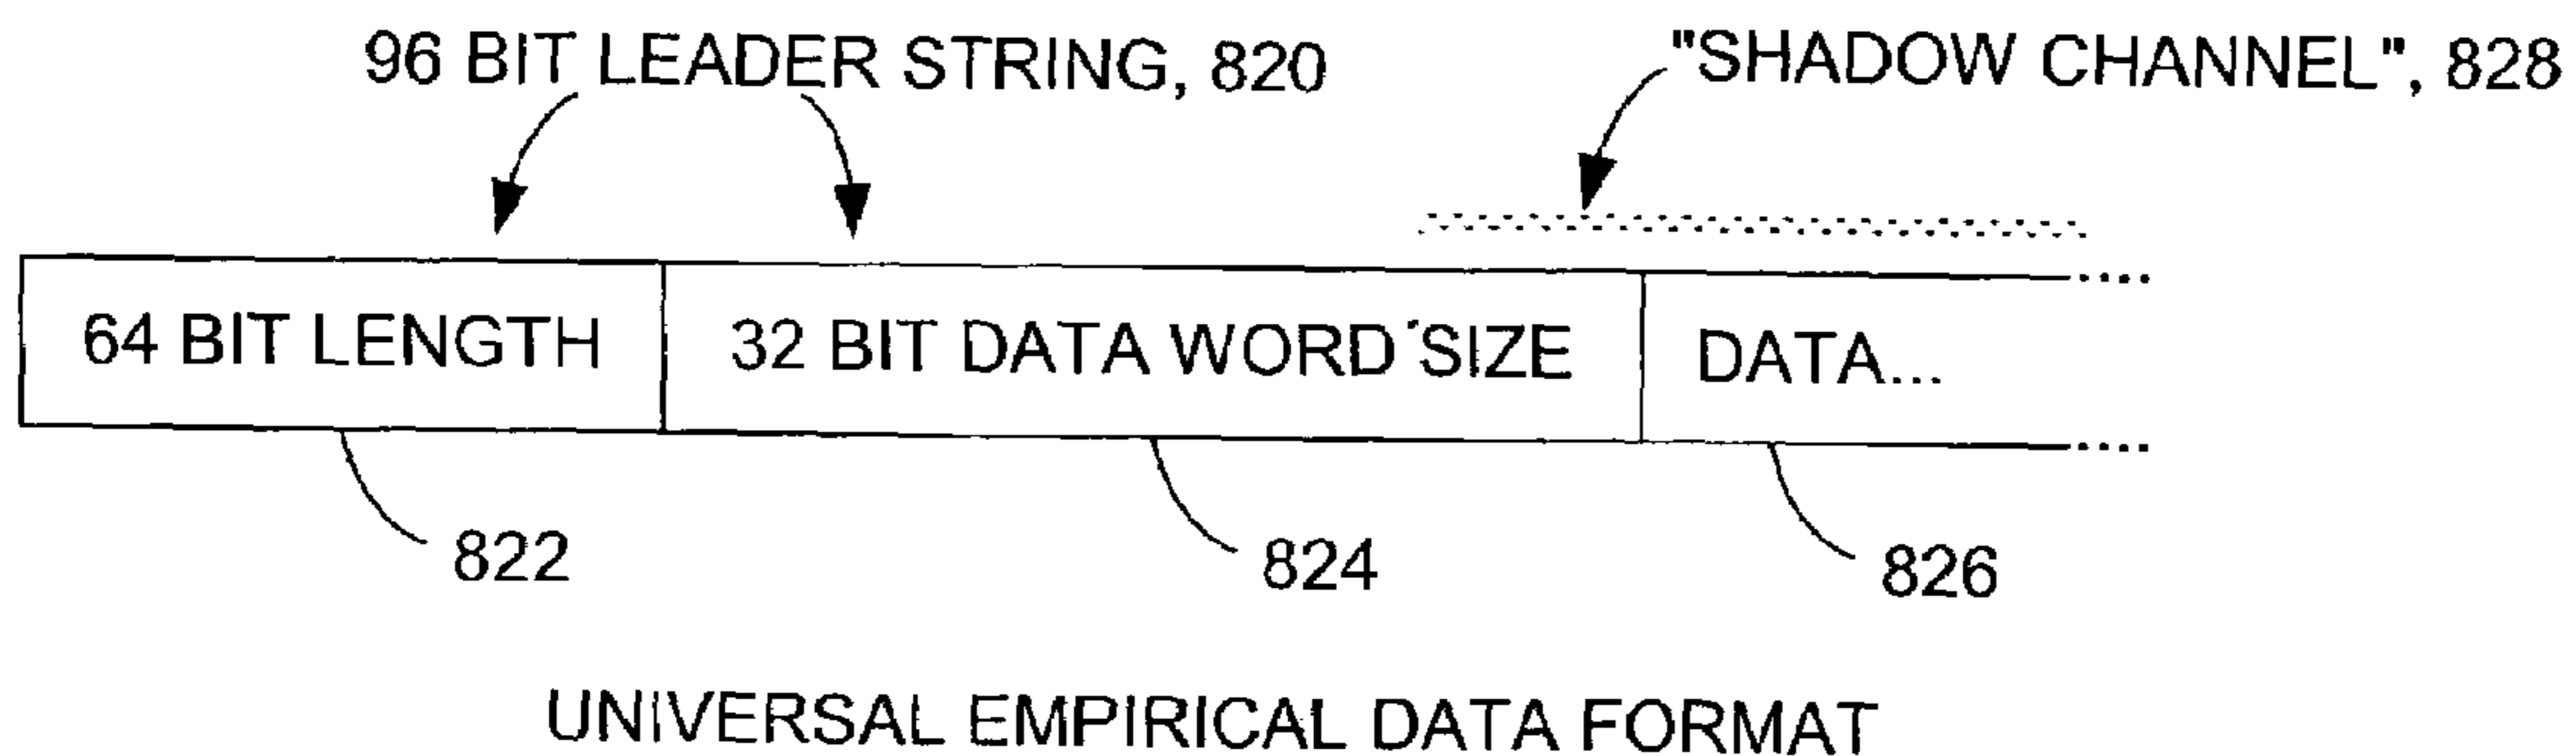 96 BIT LEADER STRING, 820
"SHADOW CHANNEL", 828
64 BIT LENGTH
32 BIT DATA WORD SIZE
DATA...
822
824
826
UNIVERSAL EMPIRICAL DATA FORMAT